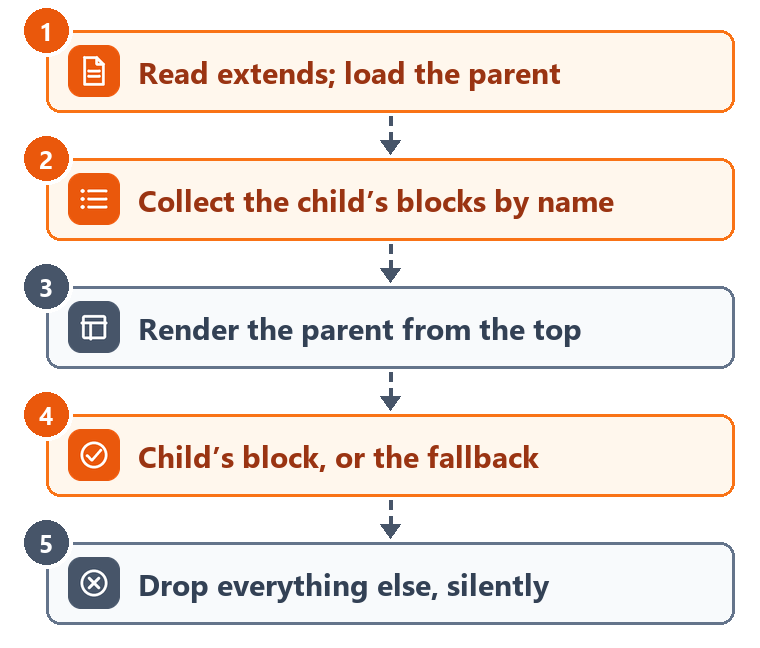 1
Read extends; load the parent
2
Collect the child’s blocks by name
3
Render the parent from the top
4
Child’s block, or the fallback
5
Drop everything else, silently